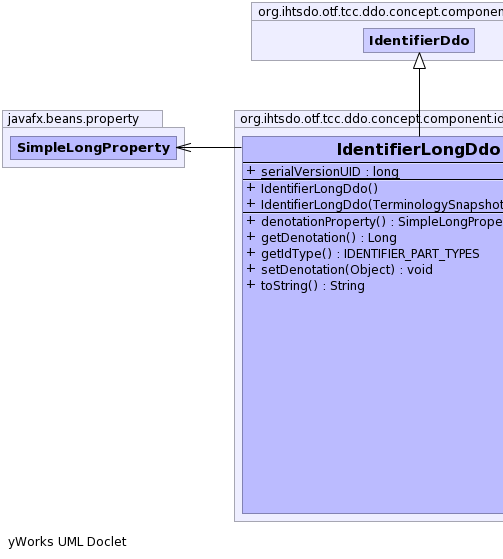 org.ihtsdo.otf.tcc.ddo.concept.component
IdentifierDdo
javafx.beans.property
SimpleLongProperty
org.ihtsdo.otf.tcc.ddo.concept.component.id
IdentifierLongDdo
+ serialVersionUID : long
+ IdentifierLongDdo()
+ IdentifierLongDdo(TerminologySnapshot
+ denotationProperty() : SimpleLongPrope
+ getDenotation() : Long
+ getIdType() : IDENTIFIER_PART_TYPES
+ setDenotation(Object) : void
+ toString() : String
yWorks UML Doclet